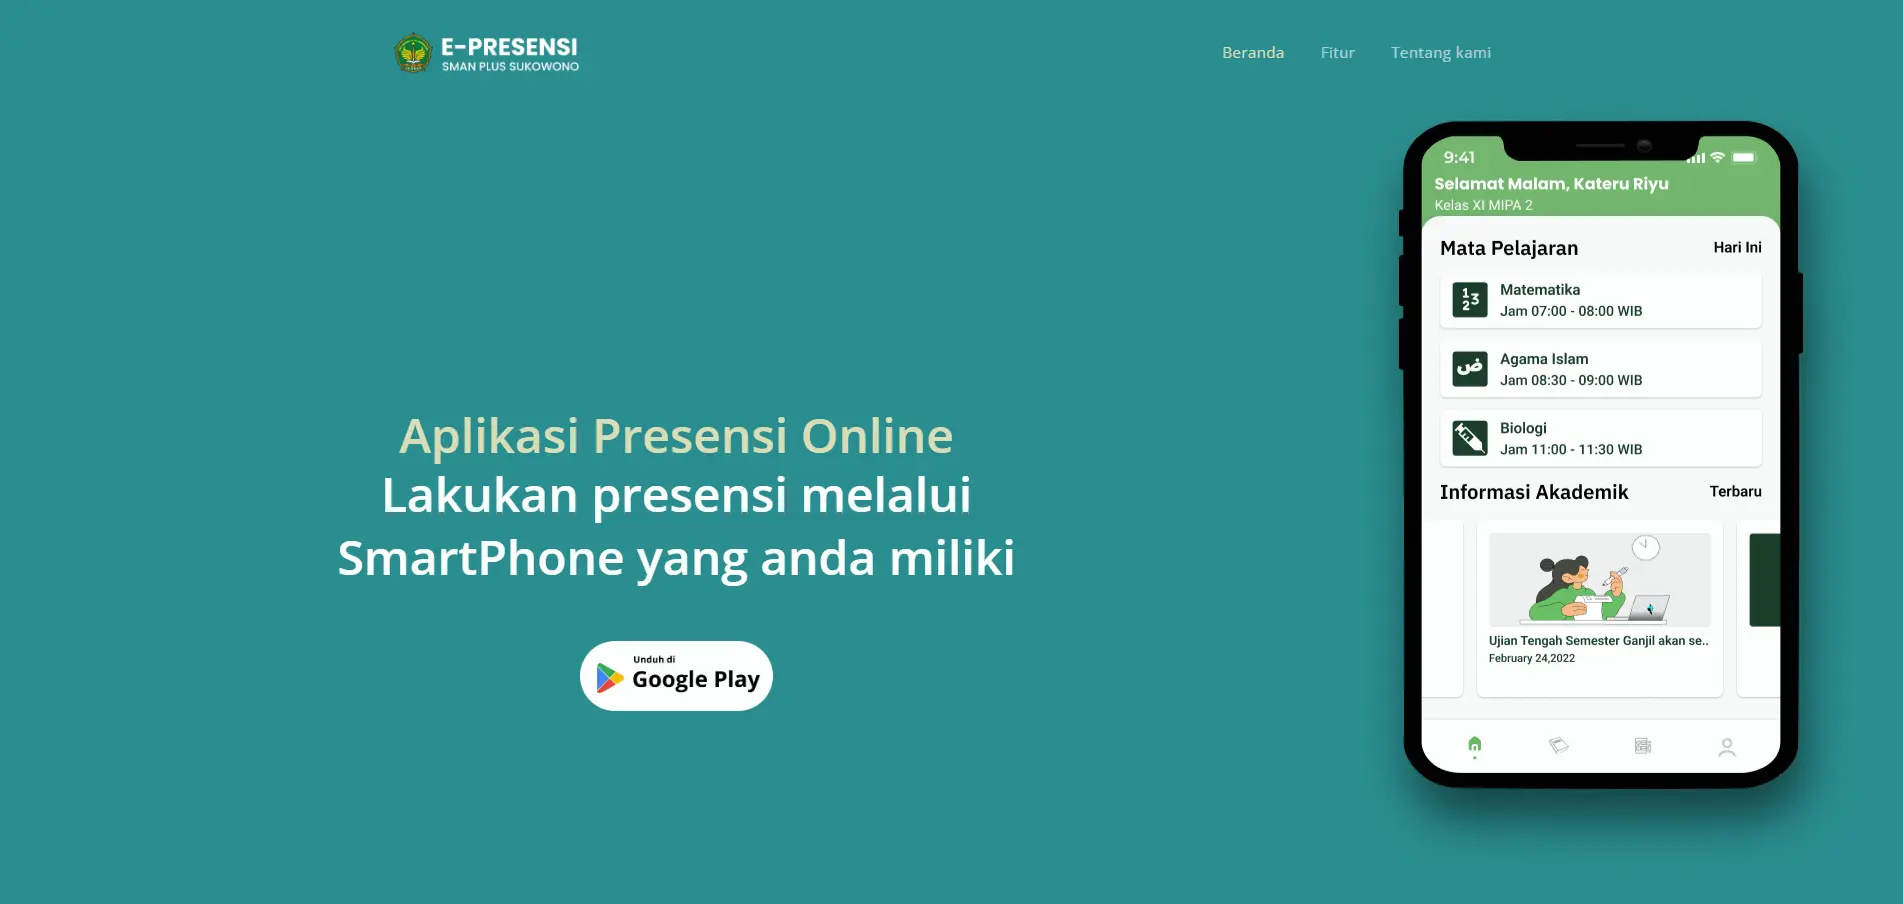 E-PRESENSI
SMAN PLUS SUKOWONO
Beranda
Fitur
Tentang kami
Aplikasi Presensi Online
Lakukan presensi melalui
SmartPhone yang anda miliki
Unduh di
Google Play
9:41
Selamat Malam, Kateru Riyu
Kelas XI MIPA 2
Mata Pelajaran
Hari Ini
1
2 3
Matematika
Jam 07:00 - 08:00 WIB
ض
Agama Islam
Jam 08:30 - 09:00 WIB
Biologi
Jam 11:00 - 11:30 WIB
Informasi Akademik
Terbaru
Ujian Tengah Semester Ganjil akan se..
February 24,2022